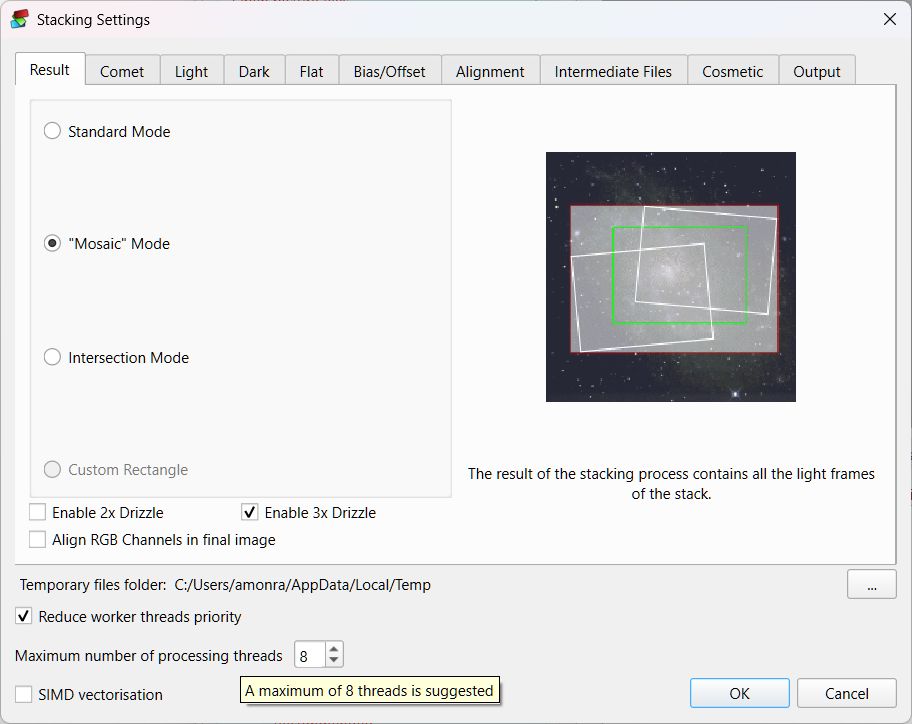 Stacking Settings
Result
Comet
Light
Dark
Flat
Bias/Offset
Alignment
Intermediate Files
Cosmetic
Output
Standard Mode
"Mosaic" Mode
Intersection Mode
Custom Rectangle
The result of the stacking process contains all the light frames
of the stack.
Enable 2x Drizzle
Enable 3x Drizzle
Align RGB Channels in final image
Temporary files folder: C:/Users/amonra/AppData/Local/Temp
...
Reduce worker threads priority
Maximum number of processing threads 8
A maximum of 8 threads is suggested
SIMD vectorisation
OK
Cancel